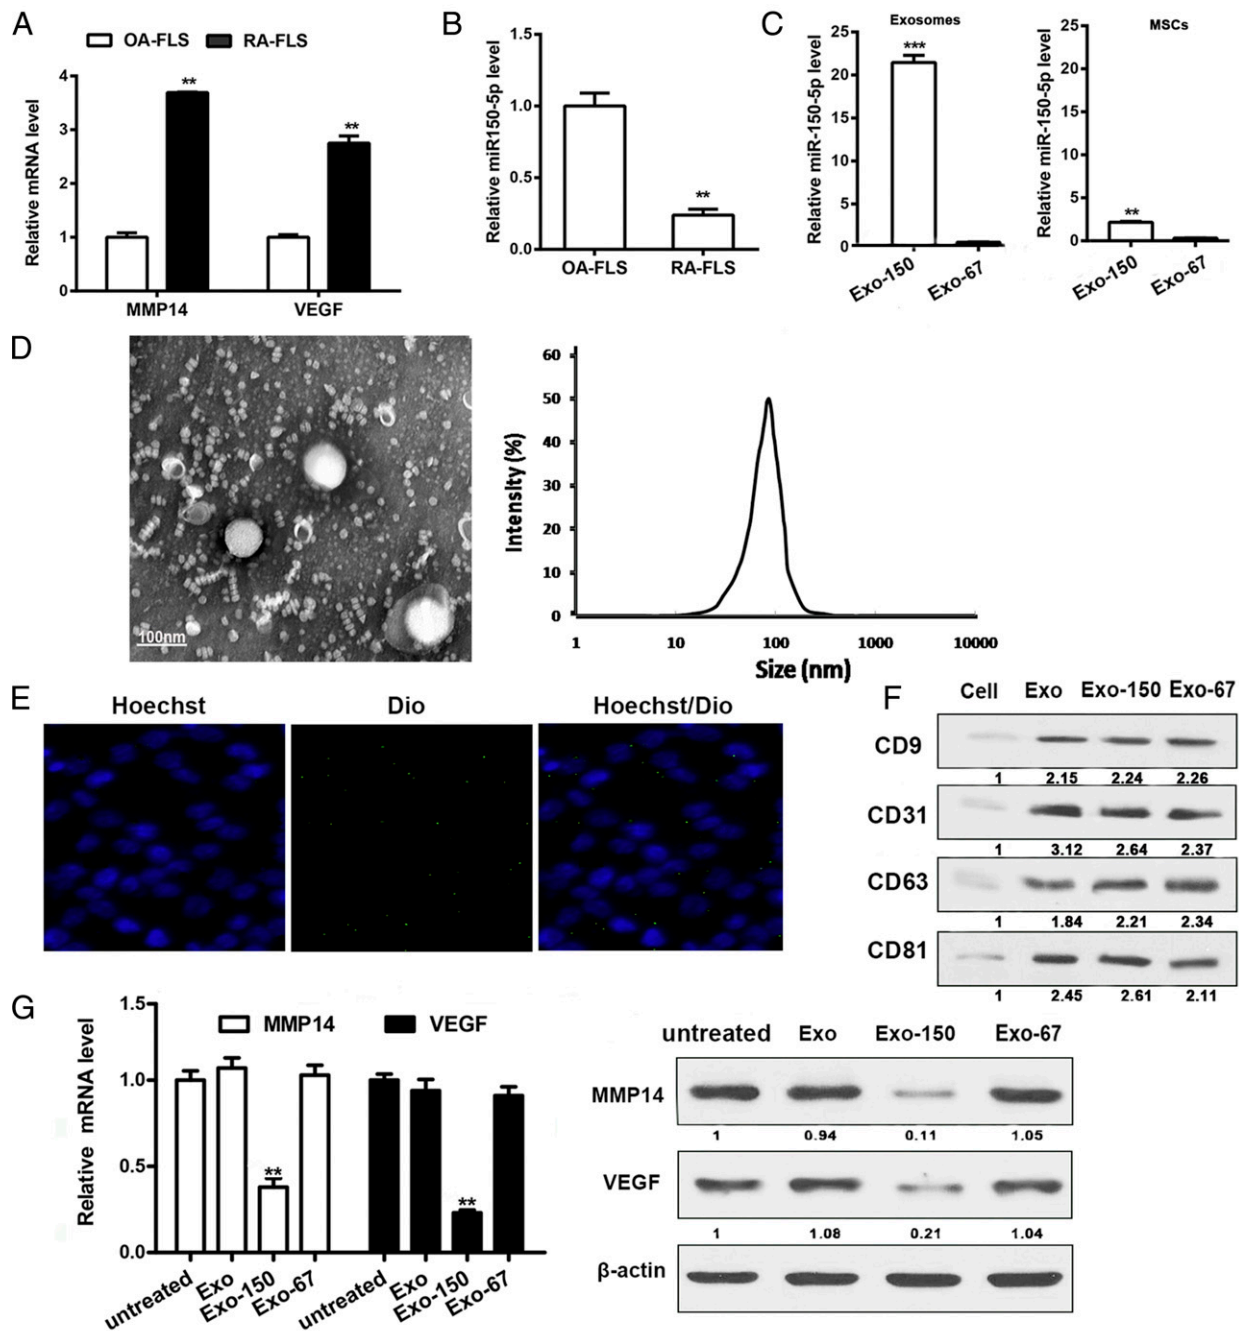 A
OA-FLS RA-FLS
Relative mRNA level
4
3
2
1
0
**
**
MMP14 VEGF
B
Relative miR150-5p level
1.5
1.0
0.5
0.0
**
OA-FLS RA-FLS
C
Exosomes
Relative miR-150-5p level
25
20
15
10
5
0
***
Exo-150 Exo-67
MSCs
Relative miR-150-5p level
25
20
15
10
5
0
**
Exo-150 Exo-67
D
100nm
Intensity (%)
60
50
40
30
20
10
0
1 10 100 1000 10000
Size (nm)
E
Hoechst Dio Hoechst/Dio
F
Cell Exo Exo-150 Exo-67
CD9
1 2.15 2.24 2.26
CD31
1 3.12 2.64 2.37
CD63
1 1.84 2.21 2.34
CD81
1 2.45 2.61 2.11
G
MMP14 VEGF
Relative mRNA level
1.5
1.0
0.5
0.0
**
**
untreated Exo Exo-150 Exo-67 untreated Exo Exo-150 Exo-67
untreated Exo Exo-150 Exo-67
MMP14
1 0.94 0.11 1.05
VEGF
1 1.08 0.21 1.04
β-actin